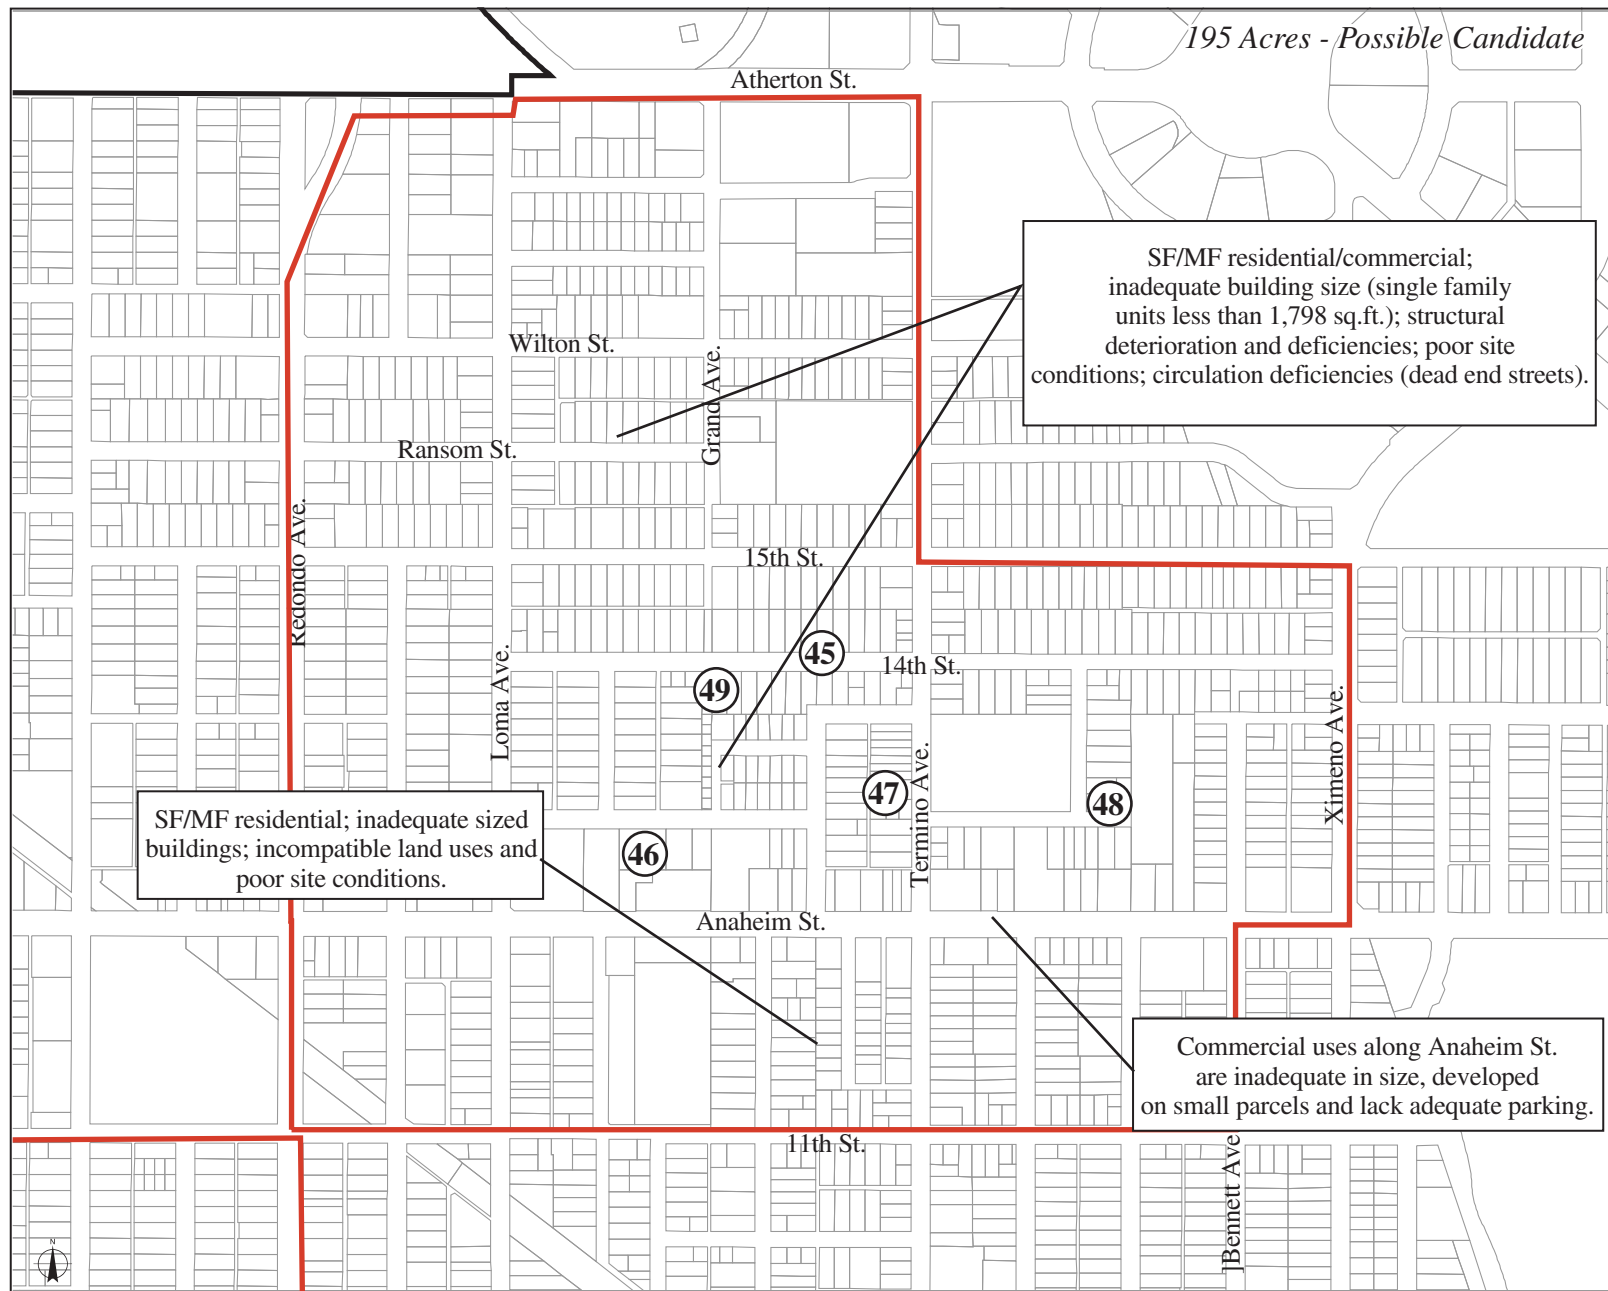 195 Acres - Possible Candidate
Atherton St.
SF/MF residential/commercial;
inadequate building size (single family
units less than 1,798 sq.ft.); structural
deterioration and deficiencies; poor site
conditions; circulation deficiencies (dead end streets).
Wilton St.
Grand Ave.
Ransom St.
Redondo Ave.
15th St.
45
14th St.
Loma Ave.
49
Ximeno Ave.
Termino Ave.
47
48
SF/MF residential; inadequate sized
buildings; incompatible land uses and
poor site conditions.
46
Anaheim St.
Commercial uses along Anaheim St.
are inadequate in size, developed
on small parcels and lack adequate parking.
11th St.
]Bennett Ave
N